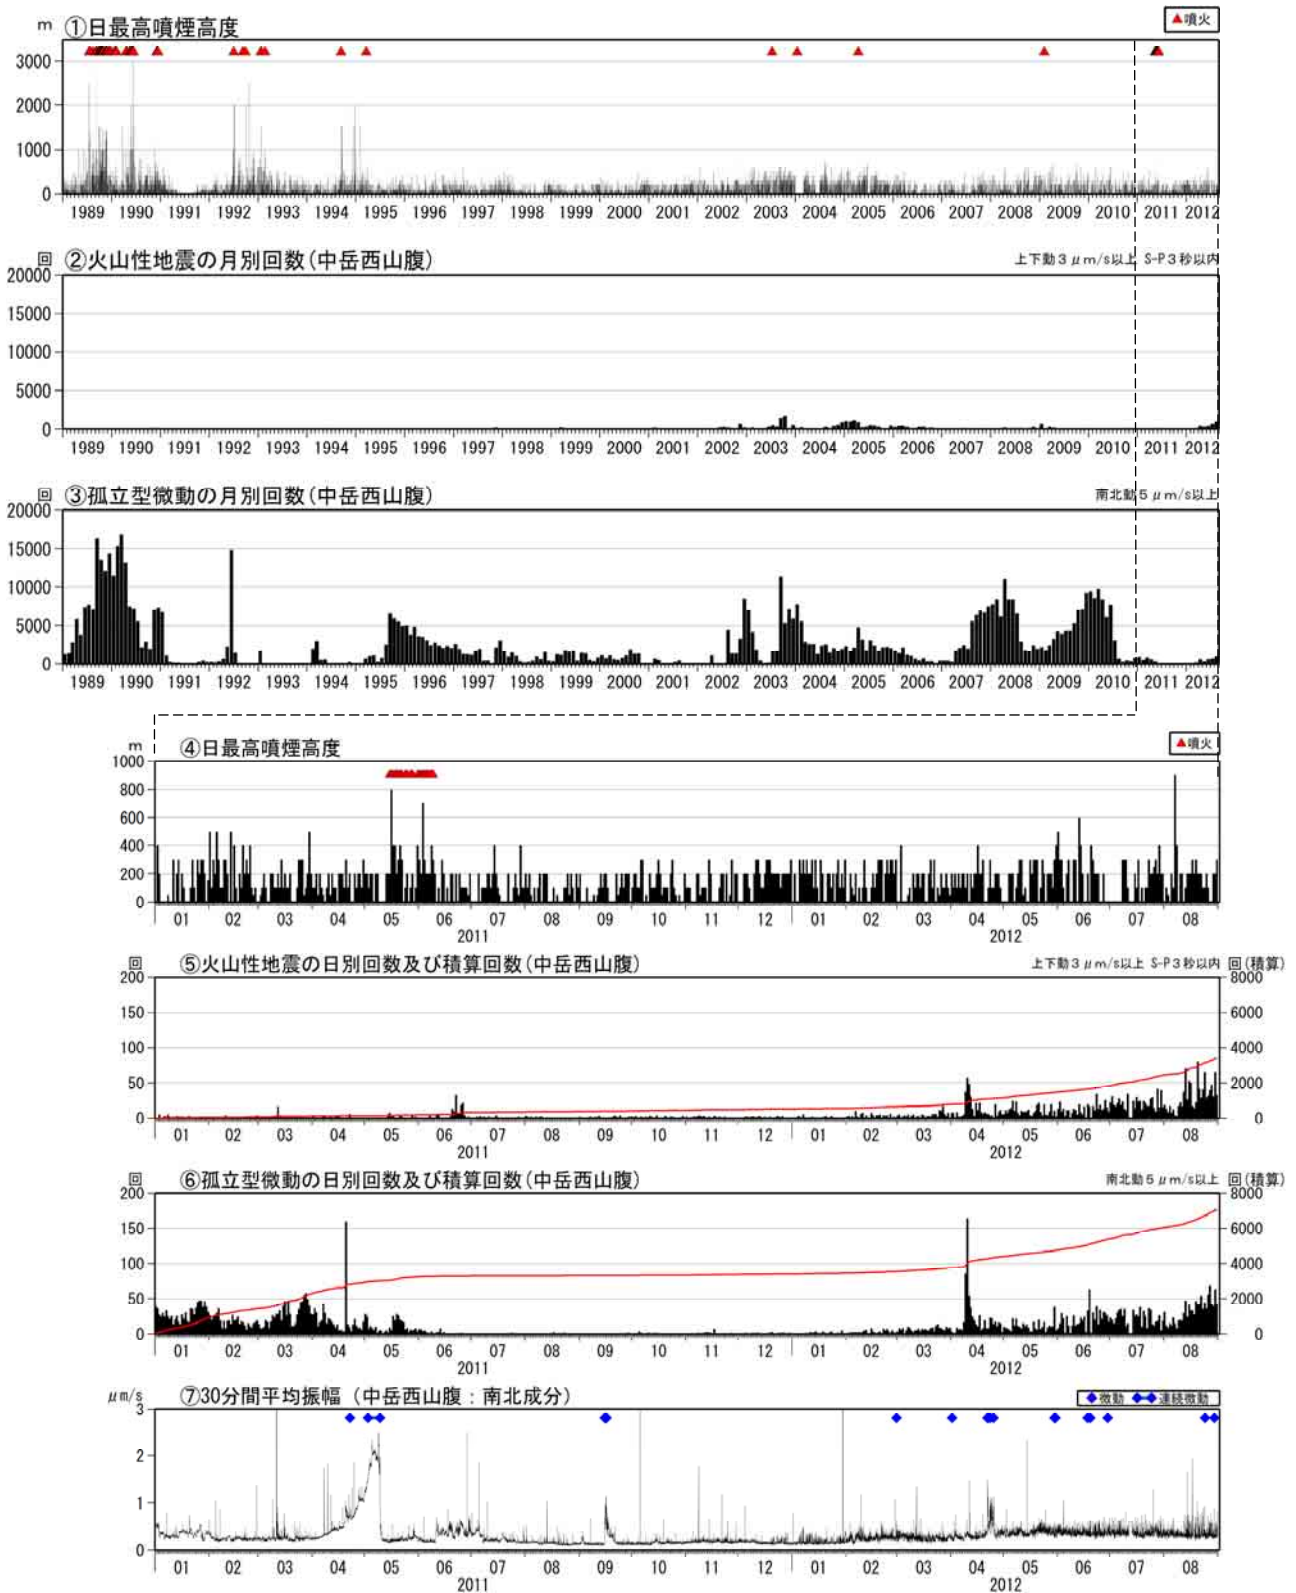 m ①日最高噴煙高度 ▲噴火
3000
2000
1000
0
1989 1990 1991 1992 1993 1994 1995 1996 1997 1998 1999 2000 2001 2002 2003 2004 2005 2006 2007 2008 2009 2010 2011 2012
回 ②火山性地震の月別回数(中岳西山腹) 上下動3μm/s以上 S-P3秒以内
20000
15000
10000
5000
0
1989 1990 1991 1992 1993 1994 1995 1996 1997 1998 1999 2000 2001 2002 2003 2004 2005 2006 2007 2008 2009 2010 2011 2012
回 ③孤立型微動の月別回数(中岳西山腹) 南北動5μm/s以上
20000
15000
10000
5000
0
1989 1990 1991 1992 1993 1994 1995 1996 1997 1998 1999 2000 2001 2002 2003 2004 2005 2006 2007 2008 2009 2010 2011 2012
m ④日最高噴煙高度 ▲噴火
1000
800
600
400
200
0
01 02 03 04 05 06 07 08 09 10 11 12 01 02 03 04 05 06 07 08
2011 2012
回 ⑤火山性地震の日別回数及び積算回数(中岳西山腹) 上下動3μm/s以上 S-P3秒以内 回(積算)
200 8000
150 6000
100 4000
50 2000
0 0
01 02 03 04 05 06 07 08 09 10 11 12 01 02 03 04 05 06 07 08
2011 2012
回 ⑥孤立型微動の日別回数及び積算回数(中岳西山腹) 南北動5μm/s以上 回(積算)
200 8000
150 6000
100 4000
50 2000
0 0
01 02 03 04 05 06 07 08 09 10 11 12 01 02 03 04 05 06 07 08
2011 2012
μm/s ⑦30分間平均振幅(中岳西山腹:南北成分) ◆微動 ◆◆連続微動
3
2
1
0
01 02 03 04 05 06 07 08 09 10 11 12 01 02 03 04 05 06 07 08
2011 2012